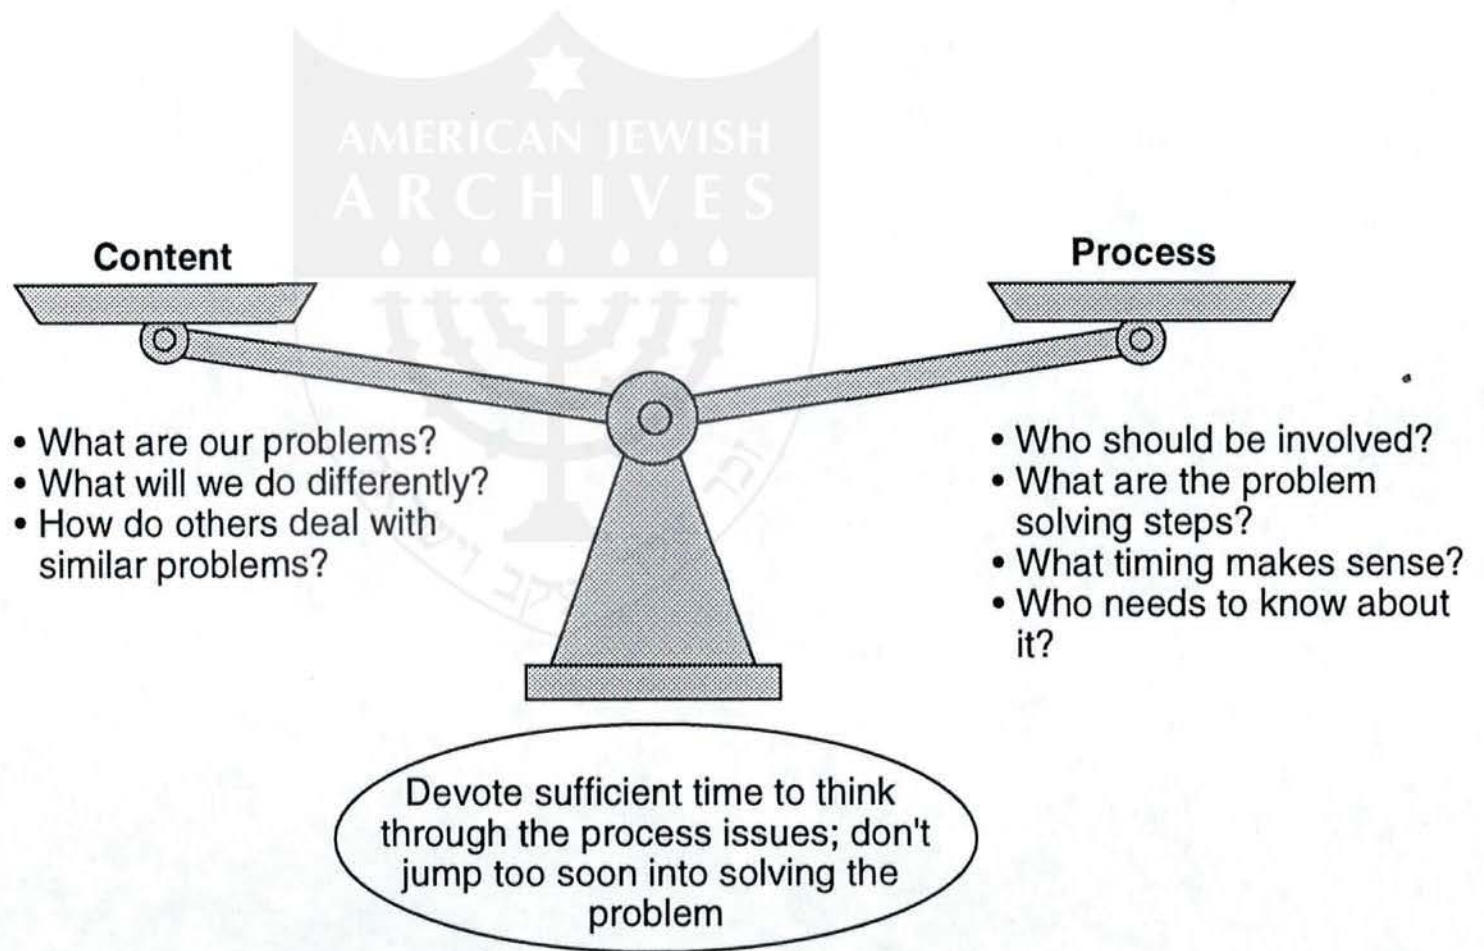 AMERICAN JEWISH
ARCHIVES
Content
• What are our problems?
• What will we do differently?
• How do others deal with
similar problems?
Process
• Who should be involved?
• What are the problem
solving steps?
• What timing makes sense?
• Who needs to know about
it?
Devote sufficient time to think
through the process issues; don't
jump too soon into solving the
problem